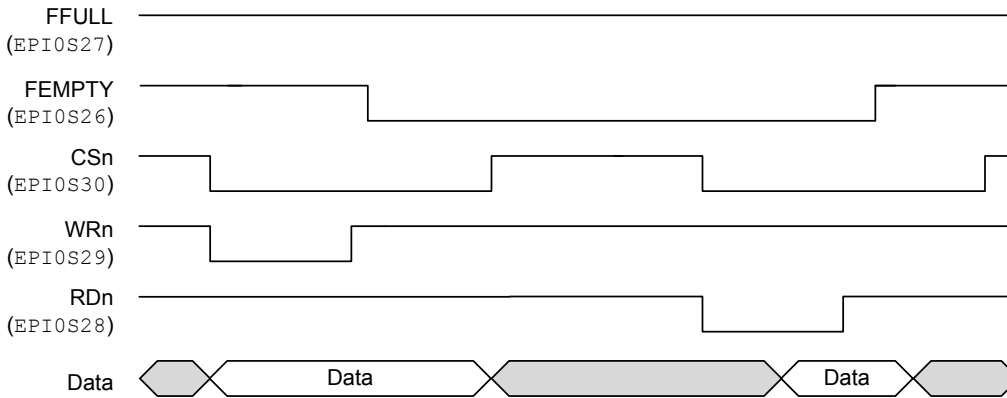 FFULL
(EPI0S27)
FEMPTY
(EPI0S26)
CSn
(EPI0S30)
WRn
(EPI0S29)
RDn
(EPI0S28)
Data Data Data